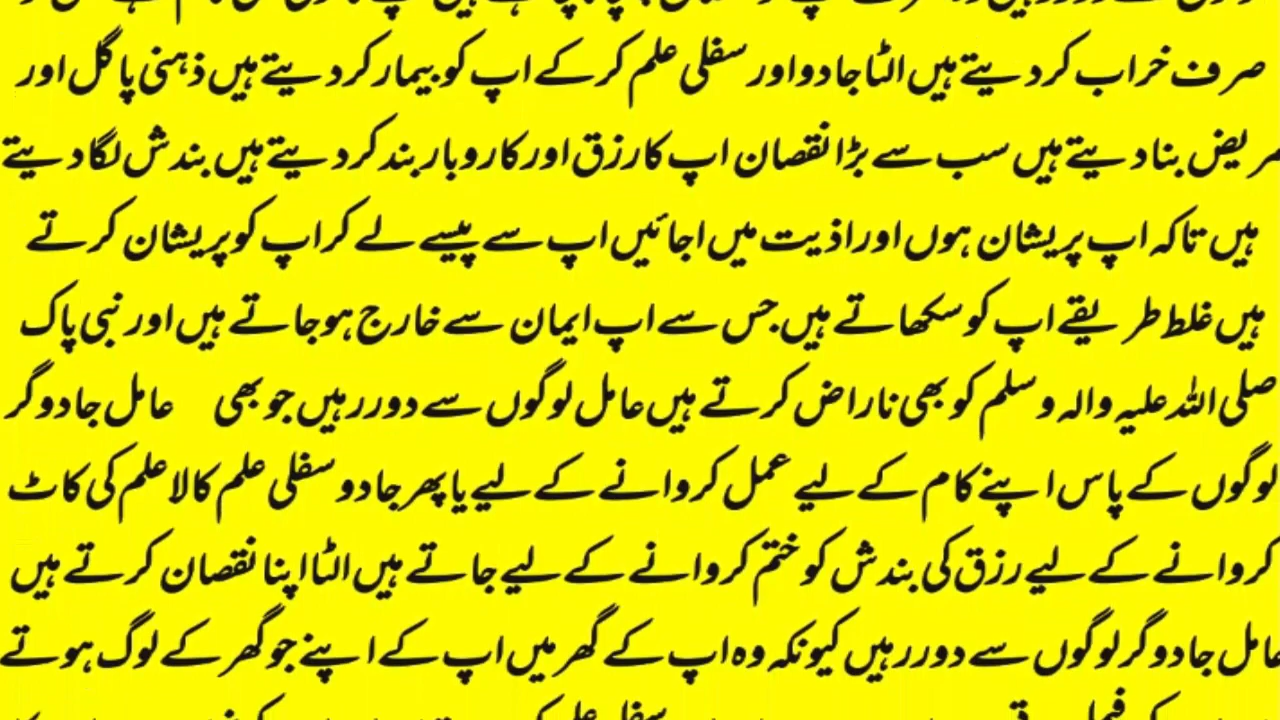 صرف خراب کر دیتے ہیں الٹا جادو اور سفلی علم کر کے اپ کو بیمار کر دیتے ہیں ذہنی پاگل اور
مریض بنا دیتے ہیں سب سے بڑا نقصان اپ کا رزق اور کاروبار بند کر دیتے ہیں بندش لگا دیتے
ہیں تاکہ اپ پریشان ہوں اور اذیت میں اجائیں اپ سے پیسے لے کر اپ کو پریشان کرتے
ہیں غلط طریقے اپ کو سکھاتے ہیں جس سے اپ ایمان سے خارج ہو جاتے ہیں اور نبی پاک
صلی اللہ علیہ والہ وسلم کو بھی ناراض کرتے ہیں عامل لوگوں سے دور رہیں جو بھی عامل جادوگر
لوگوں کے پاس اپنے کام کے لیے عمل کروانے کے لیے یا پھر جادو سفلی علم کالا علم کی کاٹ
کروانے کے لیے رزق کی بندش کو ختم کروانے کے لیے جاتے ہیں الٹا اپنا نقصان کرتے ہیں
عامل جادوگر لوگوں سے دور رہیں کیونکہ وہ اپ کے گھر میں اپ کے اپنے جو گھر کے لوگ ہوتے